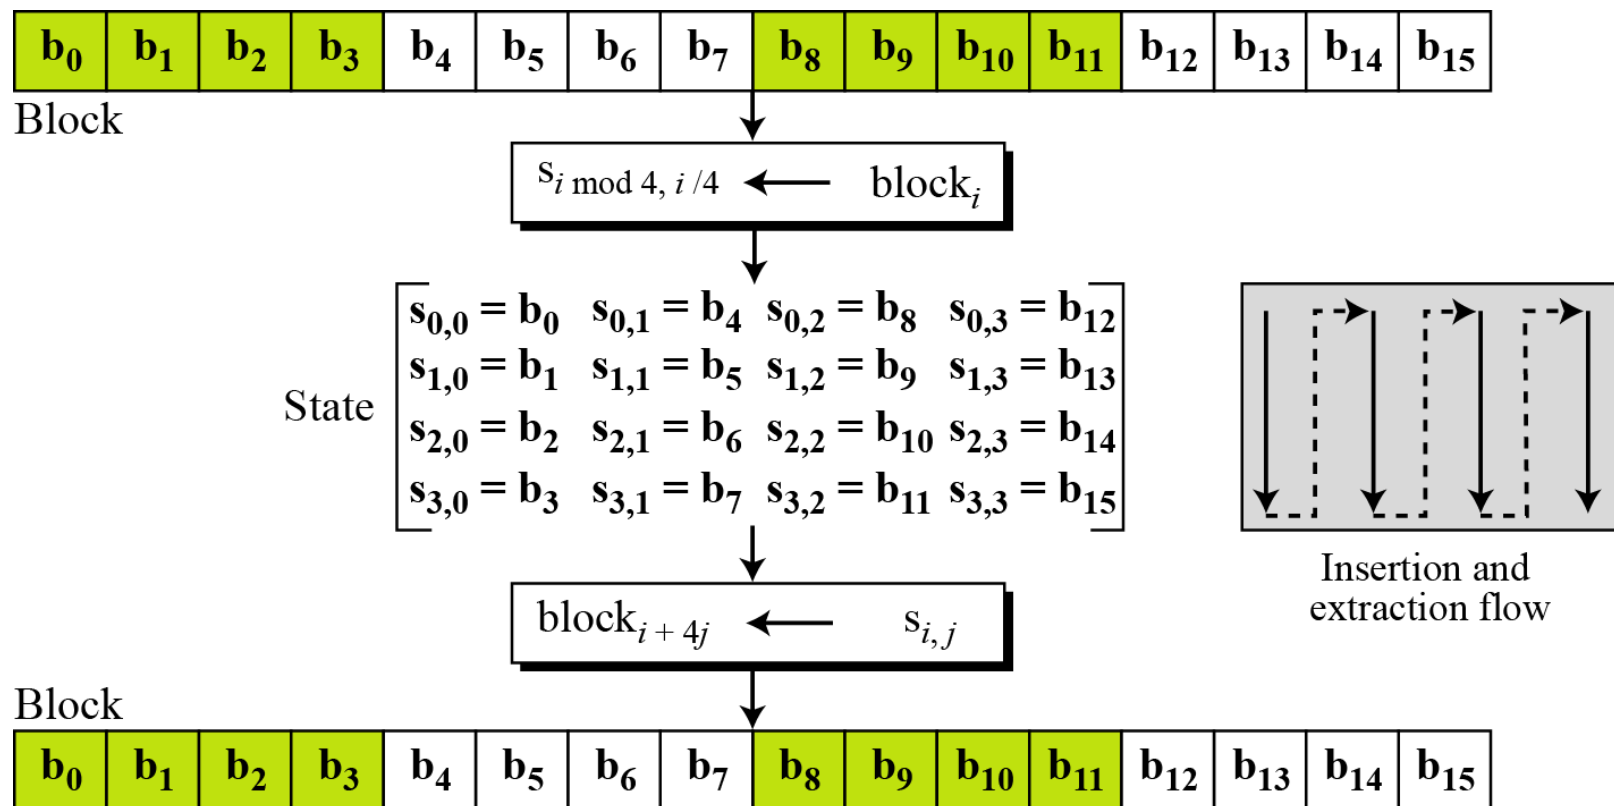 b0 b1 b2 b3 b4 b5 b6 b7 b8 b9 b10 b11 b12 b13 b14 b15
Block
s i mod 4, i /4 ← block i
s0,0 = b0 s0,1 = b4 s0,2 = b8 s0,3 = b12
s1,0 = b1 s1,1 = b5 s1,2 = b9 s1,3 = b13
State
s2,0 = b2 s2,1 = b6 s2,2 = b10 s2,3 = b14
s3,0 = b3 s3,1 = b7 s3,2 = b11 s3,3 = b15
Insertion and
extraction flow
block i + 4j ← s i, j
Block
b0 b1 b2 b3 b4 b5 b6 b7 b8 b9 b10 b11 b12 b13 b14 b15